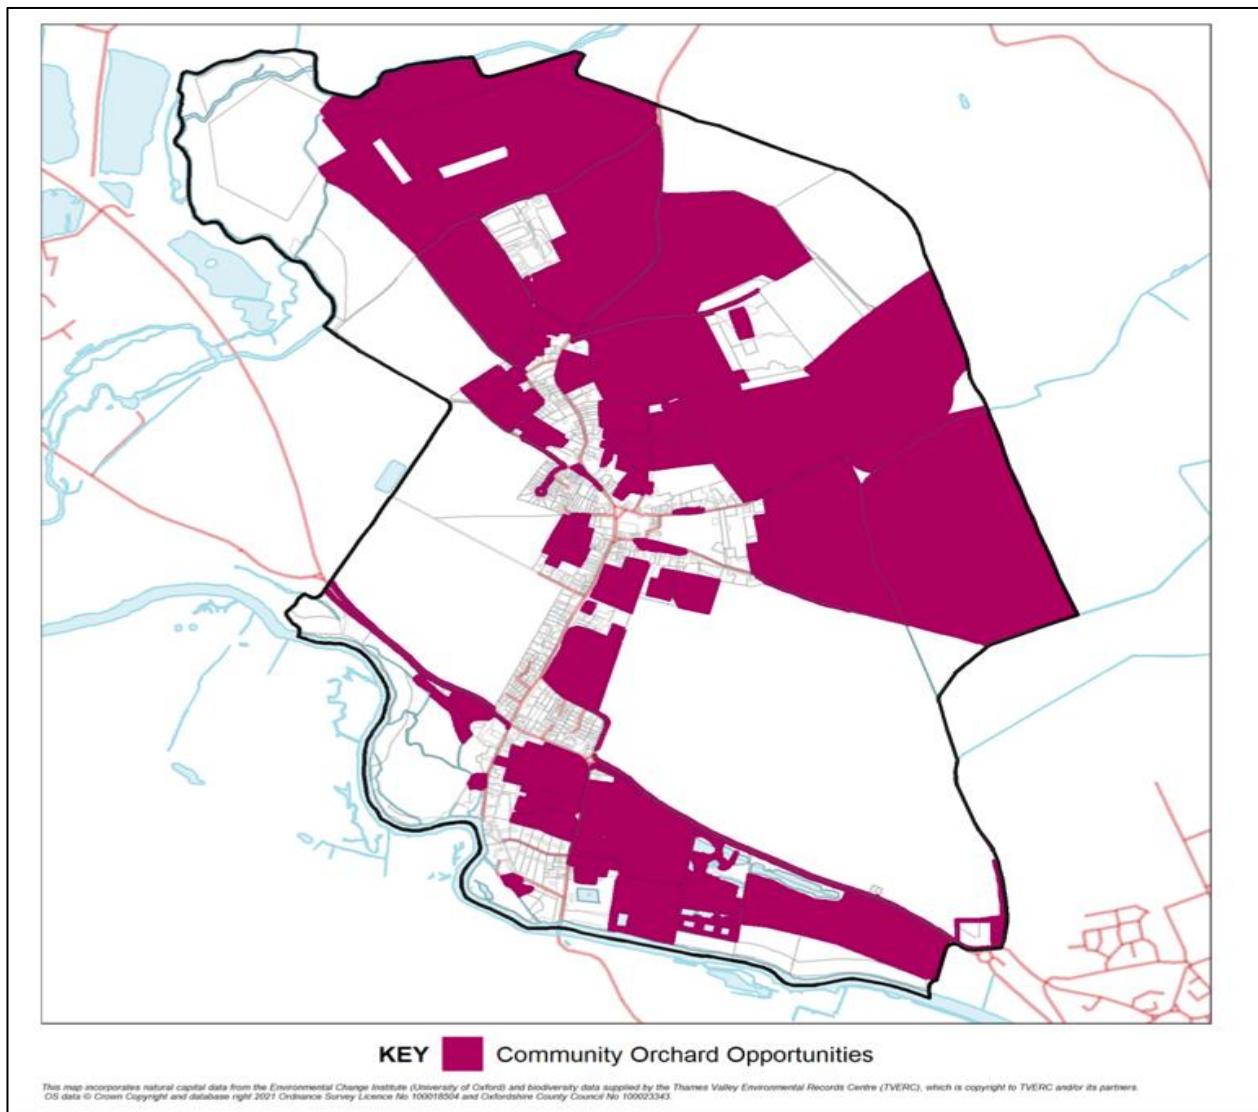 KEY Community Orchard Opportunities
This map incorporates natural capital data from the Environmental Change Institute (University of Oxford) and biodiversity data supplied by the Thames Valley Environmental Records Centre (TVERC), which is copyright to TVERC and/or its partners.
OS data © Crown Copyright and database right 2021 Ordnance Survey Licence No 100018504 and Oxfordshire County Council No 100023343.